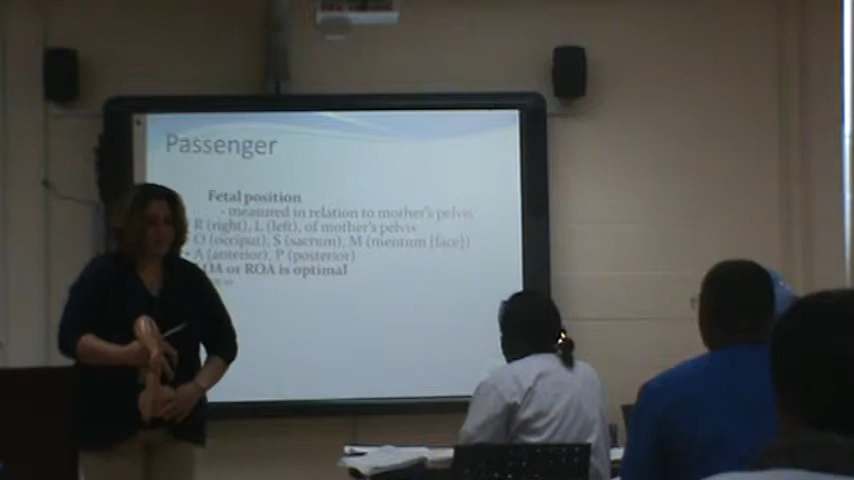 Passenger
Fetal position
- measured in relation to mother's pelvis
R (right), L (left), of mother's pelvis
O (occiput), S (sacrum), M (mentum [face])
• A (anterior), P (posterior)
OA or ROA is optimal